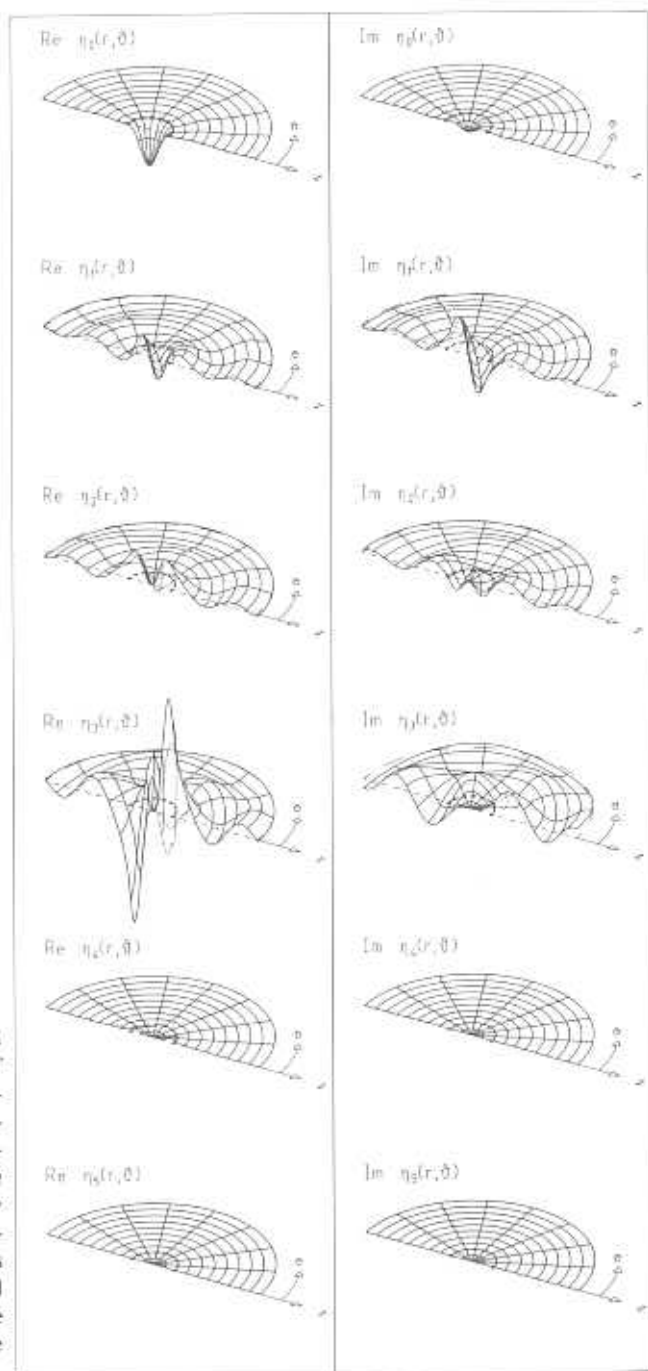 Re η₀(r,ϑ)
Im η₀(r,ϑ)
Re η₁(r,ϑ)
Im η₁(r,ϑ)
Re η₂(r,ϑ)
Im η₂(r,ϑ)
Re η₃(r,ϑ)
Im η₃(r,ϑ)
Re η₄(r,ϑ)
Im η₄(r,ϑ)
Re η₅(r,ϑ)
Im η₅(r,ϑ)